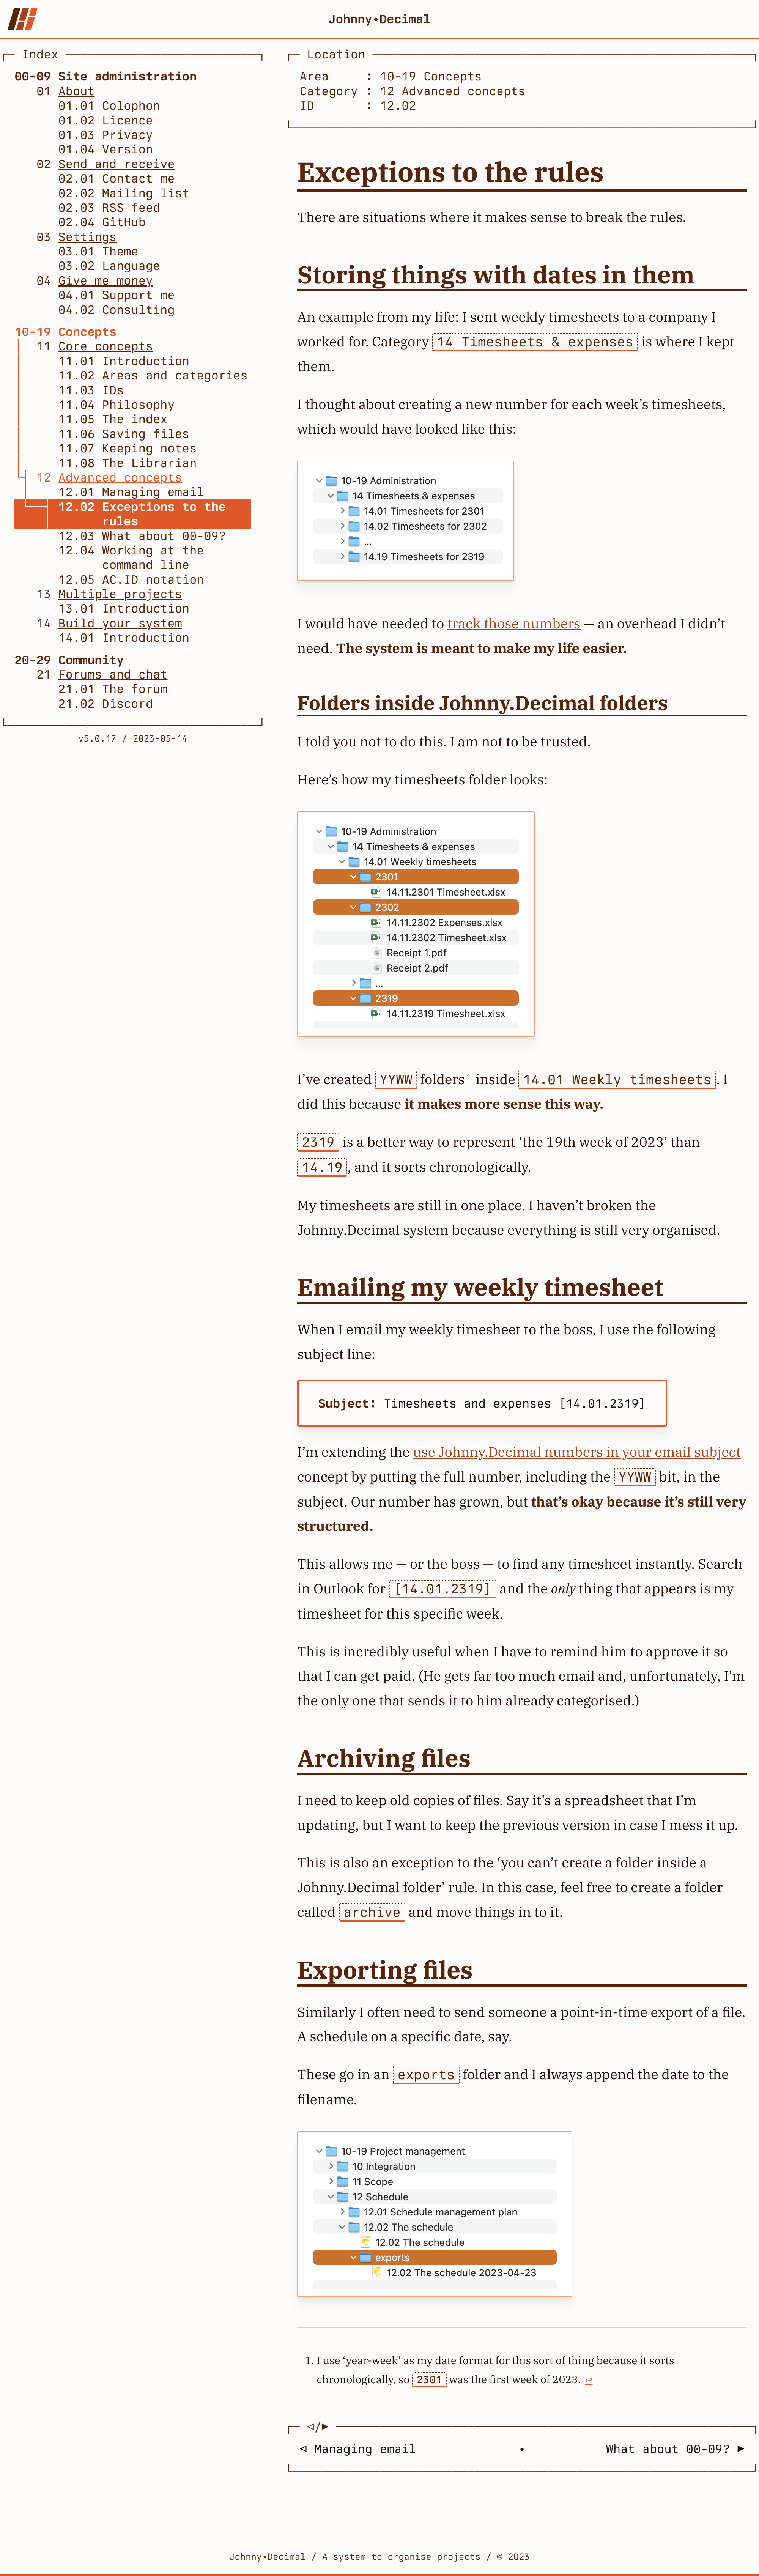 Johnny•Decimal
Index
00-09 Site administration
01 About
01.01 Colophon
01.02 Licence
01.03 Privacy
01.04 Version
02 Send and receive
02.01 Contact me
02.02 Mailing list
02.03 RSS feed
02.04 GitHub
03 Settings
03.01 Theme
03.02 Language
04 Give me money
04.01 Support me
04.02 Consulting
10-19 Concepts
11 Core concepts
11.01 Introduction
11.02 Areas and categories
11.03 IDs
11.04 Philosophy
11.05 The index
11.06 Saving files
11.07 Keeping notes
11.08 The Librarian
12 Advanced concepts
12.01 Managing email
12.02 Exceptions to the
rules
12.03 What about 00-09?
12.04 Working at the
command line
12.05 AC.ID notation
13 Multiple projects
13.01 Introduction
14 Build your system
14.01 Introduction
20-29 Community
21 Forums and chat
21.01 The forum
21.02 Discord
v5.0.17 / 2023-05-14
Location
Area : 10-19 Concepts
Category : 12 Advanced concepts
ID : 12.02
Exceptions to the rules
There are situations where it makes sense to break the rules.
Storing things with dates in them
An example from my life: I sent weekly timesheets to a company I
worked for. Category 14 Timesheets & expenses is where I kept
them.
I thought about creating a new number for each week’s timesheets,
which would have looked like this:
10-19 Administration
14 Timesheets & expenses
14.01 Timesheets for 2301
14.02 Timesheets for 2302
...
14.19 Timesheets for 2319
I would have needed to track those numbers — an overhead I didn’t
need. The system is meant to make my life easier.
Folders inside Johnny.Decimal folders
I told you not to do this. I am not to be trusted.
Here’s how my timesheets folder looks:
10-19 Administration
14 Timesheets & expenses
14.01 Weekly timesheets
2301
14.11.2301 Timesheet.xlsx
2302
14.11.2302 Expenses.xlsx
14.11.2302 Timesheet.xlsx
Receipt 1.pdf
Receipt 2.pdf
...
2319
14.11.2319 Timesheet.xlsx
I’ve created YYWW folders1 inside 14.01 Weekly timesheets. I
did this because it makes more sense this way.
2319 is a better way to represent ‘the 19th week of 2023’ than
14.19, and it sorts chronologically.
My timesheets are still in one place. I haven’t broken the
Johnny.Decimal system because everything is still very organised.
Emailing my weekly timesheet
When I email my weekly timesheet to the boss, I use the following
subject line:
Subject: Timesheets and expenses [14.01.2319]
I’m extending the use Johnny.Decimal numbers in your email subject
concept by putting the full number, including the YYWW bit, in the
subject. Our number has grown, but that’s okay because it’s still very
structured.
This allows me — or the boss — to find any timesheet instantly. Search
in Outlook for [14.01.2319] and the only thing that appears is my
timesheet for this specific week.
This is incredibly useful when I have to remind him to approve it so
that I can get paid. (He gets far too much email and, unfortunately, I’m
the only one that sends it to him already categorised.)
Archiving files
I need to keep old copies of files. Say it’s a spreadsheet that I’m
updating, but I want to keep the previous version in case I mess it up.
This is also an exception to the ‘you can’t create a folder inside a
Johnny.Decimal folder’ rule. In this case, feel free to create a folder
called archive and move things in to it.
Exporting files
Similarly I often need to send someone a point-in-time export of a file.
A schedule on a specific date, say.
These go in an exports folder and I always append the date to the
filename.
10-19 Project management
10 Integration
11 Scope
12 Schedule
12.01 Schedule management plan
12.02 The schedule
12.02 The schedule
exports
12.02 The schedule 2023-04-23
1. I use ‘year-week’ as my date format for this sort of thing because it sorts
chronologically, so 2301 was the first week of 2023. ↩
⊲/►
⊲ Managing email • What about 00-09? ►
Johnny•Decimal / A system to organise projects / © 2023